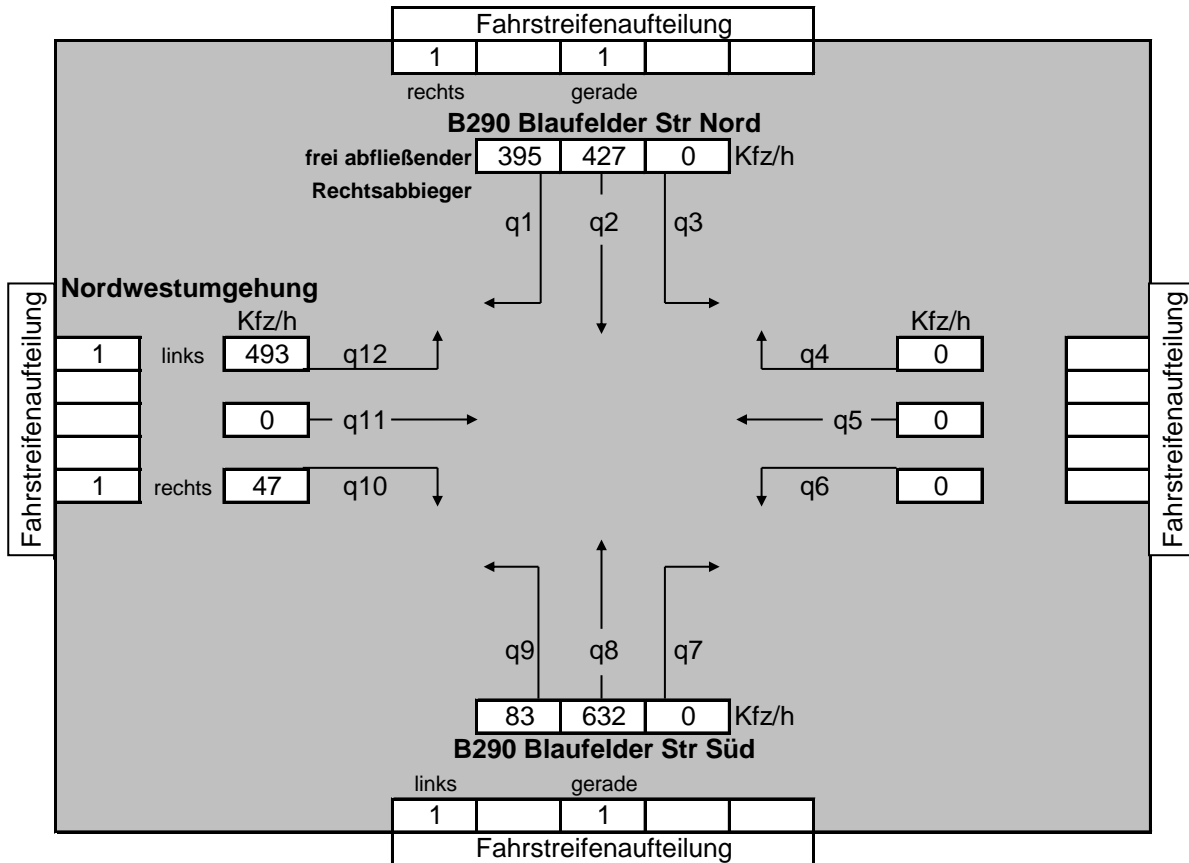 Fahrstreifenaufteilung
1 1
rechts gerade
B290 Blaufelder Str Nord
frei abfließender 395 427 0 Kfz/h
Rechtsabbieger
q1 q2 q3
Fahrstreifenaufteilung
Nordwestumgehung
Kfz/h Kfz/h
1 links 493 q12 q4 0
0 q11 q5 0
1 rechts 47 q10 q6 0
Fahrstreifenaufteilung
q9 q8 q7
83 632 0 Kfz/h
B290 Blaufelder Str Süd
links gerade
1 1
Fahrstreifenaufteilung